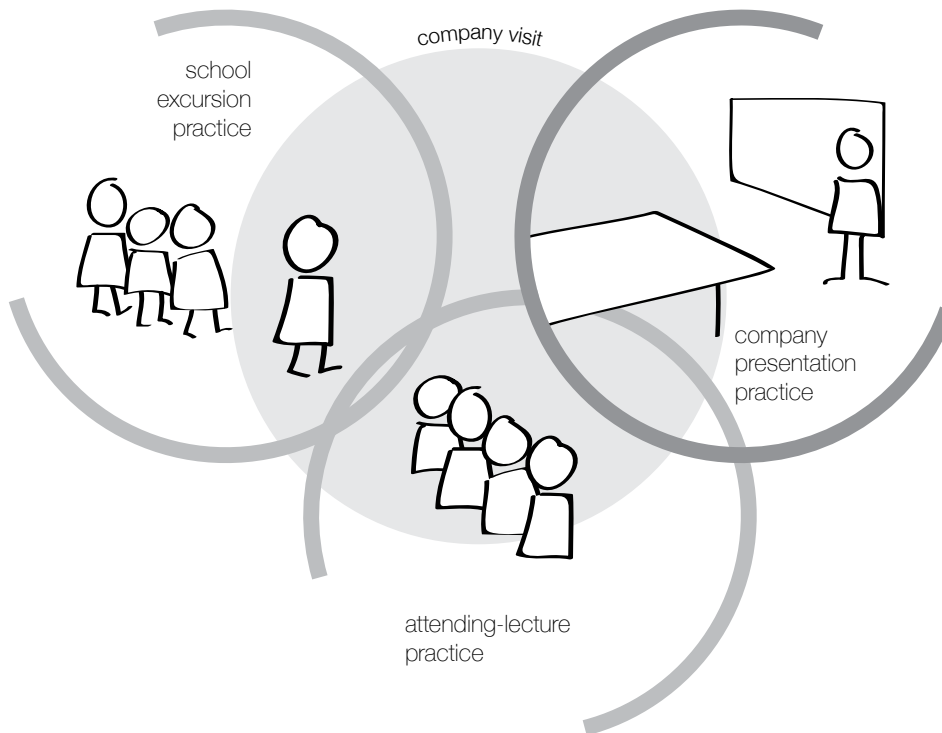 company visit
school
excursion
practice
company
presentation
practice
attending-lecture
practice